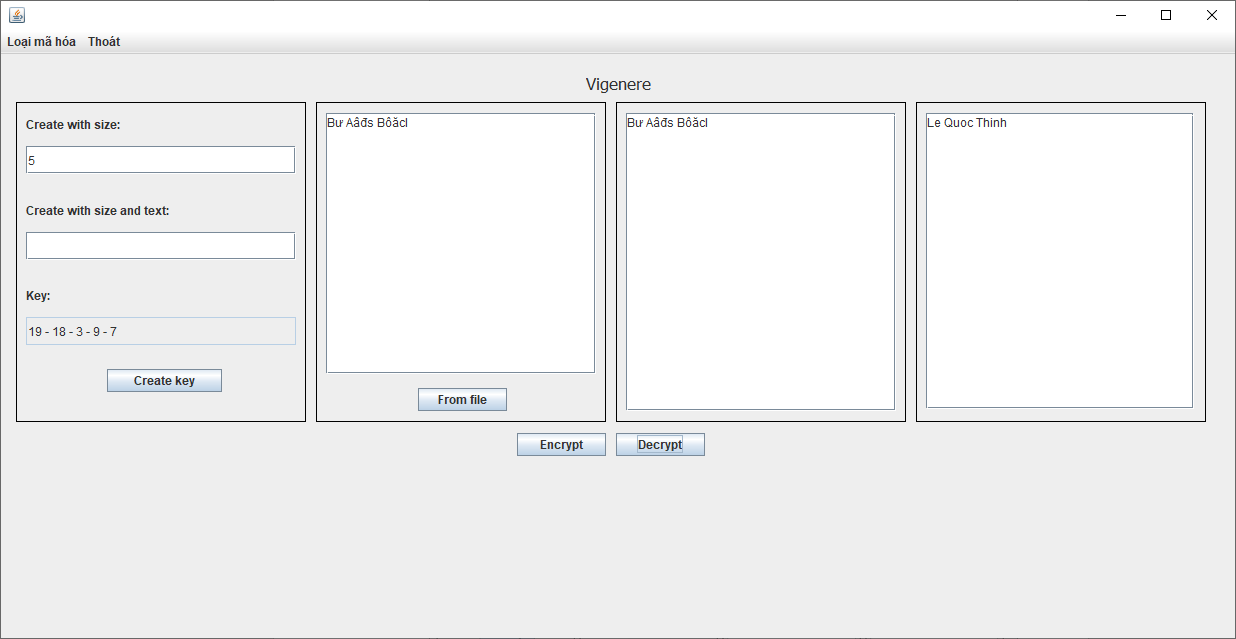 Loại mã hóa Thoát
Vigenere
Create with size:
5
Create with size and text:
Key:
19 - 18 - 3 - 9 - 7
Create key
Bư Aâđs Bôăcl
From file
Bư Aâđs Bôăcl
Le Quoc Thinh
Encrypt Decrypt